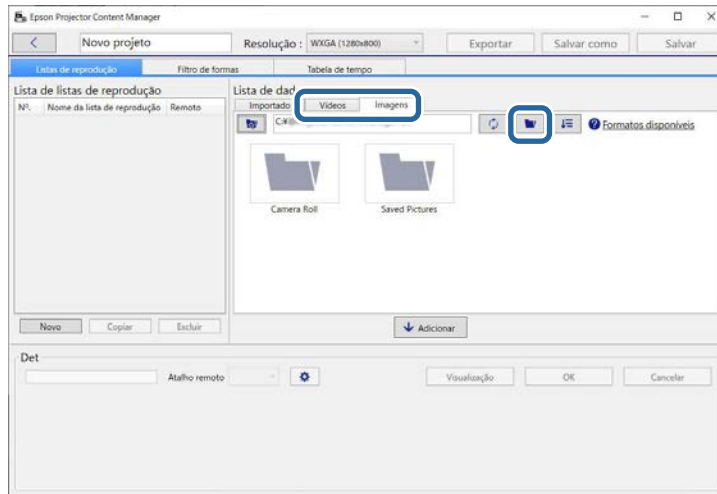 Epson Projector Content Manager
Novo projeto Resolução : WXGA (1280x800) Exportar Salvar como Salvar
Listas de reprodução Filtro de formas Tabela de tempo
Lista de listas de reprodução Lista de dad
Nº. Nome da lista de reprodução Remoto
Importado Vídeos Imagens
Formatos disponíveis
Camera Roll Saved Pictures
Novo Copiar Excluir
Adicionar
Det
Atalho remoto Visualização OK Cancelar